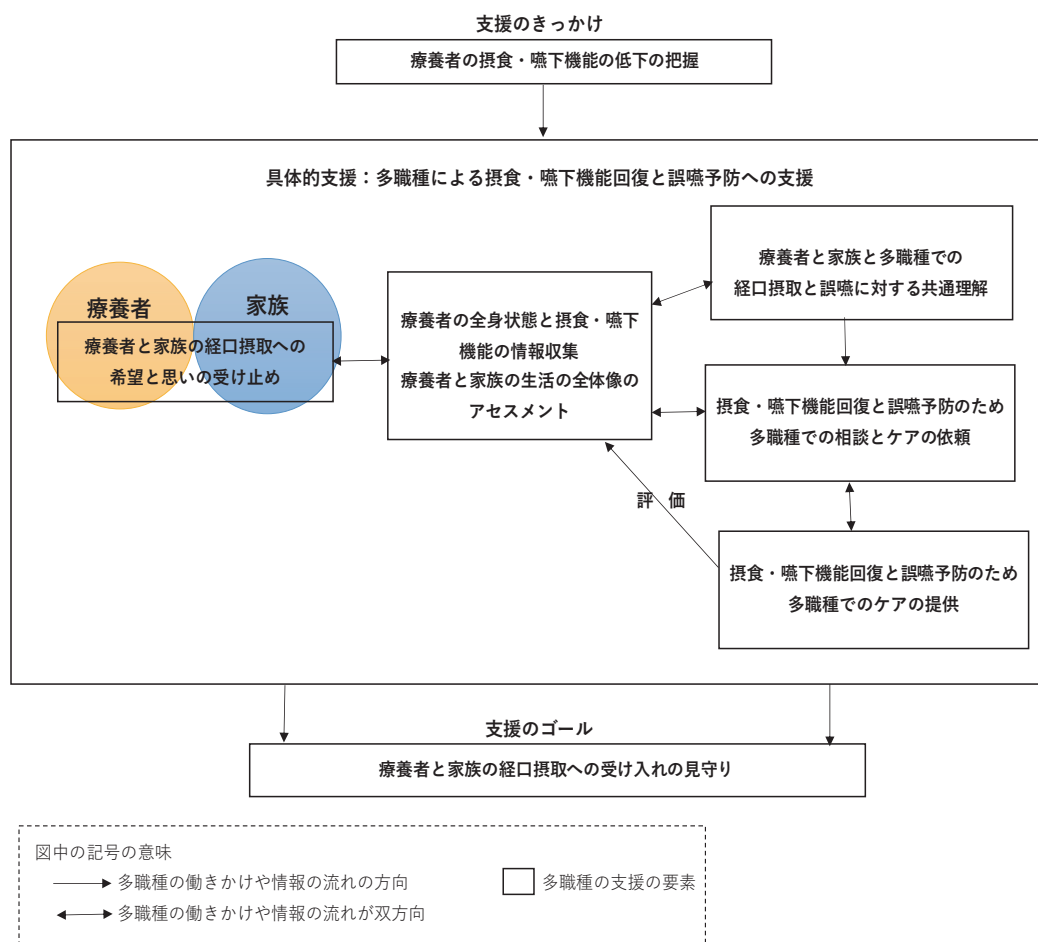 支援のきっかけ
療養者の摂食・嚥下機能の低下の把握
具体的支援：多職種による摂食・嚥下機能回復と誤嚥予防への支援
療養者
家族
療養者と家族の経口摂取への
希望と思いの受け止め
療養者の全身状態と摂食・嚥下
機能の情報収集
療養者と家族の生活の全体像の
アセスメント
療養者と家族と多職種での
経口摂取と誤嚥に対する共通理解
摂食・嚥下機能回復と誤嚥予防のため
多職種での相談とケアの依頼
評　価
摂食・嚥下機能回復と誤嚥予防のため
多職種でのケアの提供
支援のゴール
療養者と家族の経口摂取への受け入れの見守り
図中の記号の意味
多職種の働きかけや情報の流れの方向
多職種の支援の要素
多職種の働きかけや情報の流れが双方向